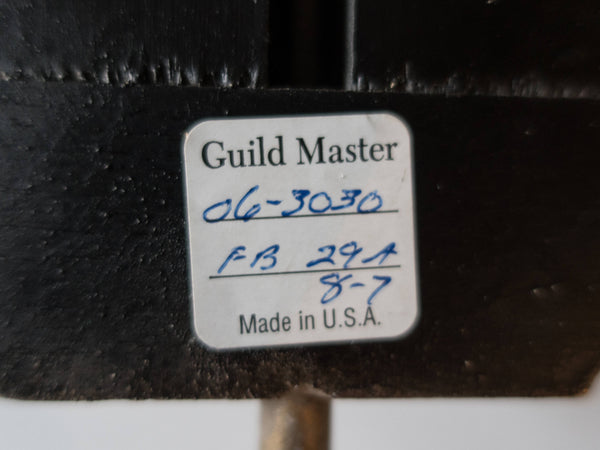 Guild Master
06-3030
FB 29A
8-7
Made in U.S.A.